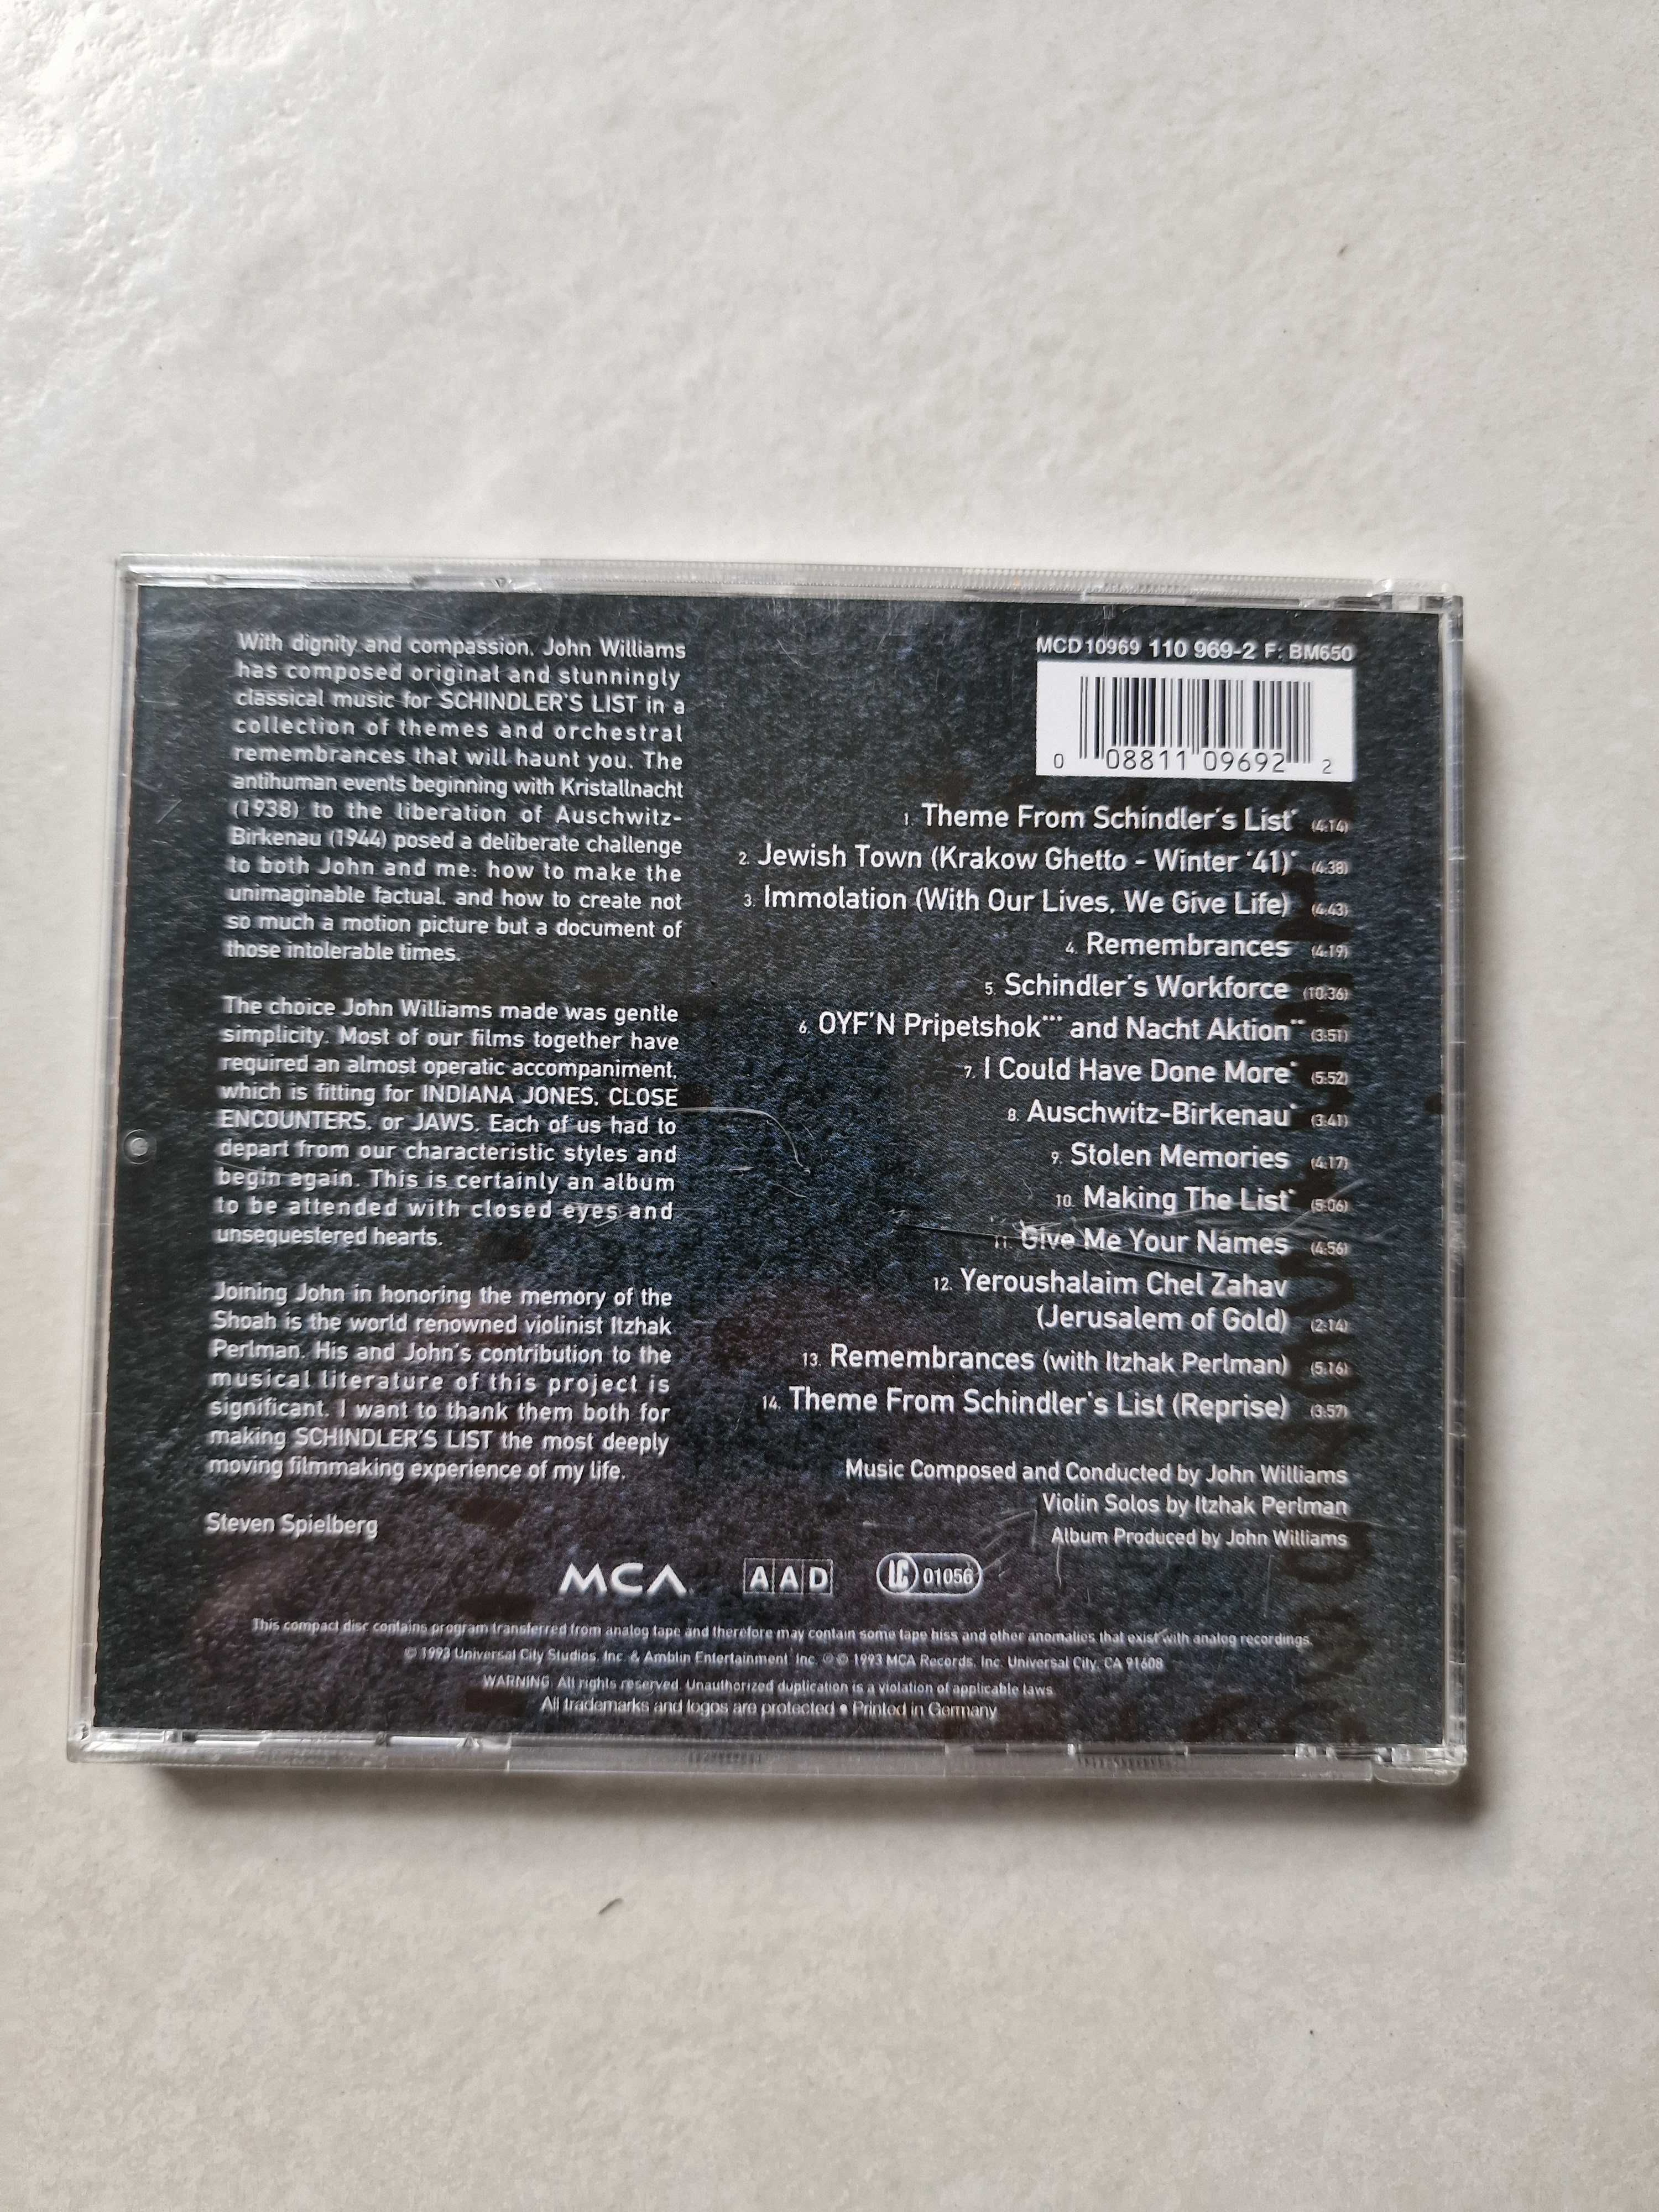 With dignity and compassion, John Williams
has composed original and stunningly
classical music for SCHINDLER'S LIST in a
collection of themes and orchestral
remembrances that will haunt you. The
antihuman events beginning with Kristallnacht
(1938) to the liberation of Auschwitz-
Birkenau (1944) posed a deliberate challenge
to both John and me: how to make the
unimaginable factual, and how to create not
so much a motion picture but a document of
those intolerable times.
The choice John Williams made was gentle
simplicity. Most of our films together have
required an almost operatic accompaniment,
which is fitting for INDIANA JONES, CLOSE
ENCOUNTERS, or JAWS. Each of us had to
depart from our characteristic styles and
begin again. This is certainly an album
to be attended with closed eyes and
unsequestered hearts.
Joining John in honoring the memory of the
Shoah is the world renowned violinist Itzhak
Perlman. His and John's contribution to the
musical literature of this project is
significant. I want to thank them both for
making SCHINDLER'S LIST the most deeply
moving filmmaking experience of my life.
Steven Spielberg
MCD10969 110 969-2 F: BM650
0 08811 09692 2
1. Theme From Schindler's List* (4:14)
2. Jewish Town (Krakow Ghetto - Winter '41)* (4:38)
3. Immolation (With Our Lives, We Give Life) (4:43)
4. Remembrances (4:19)
5. Schindler's Workforce (10:36)
6. OYF'N Pripetshok*** and Nacht Aktion** (3:51)
7. I Could Have Done More* (5:52)
8. Auschwitz-Birkenau* (3:41)
9. Stolen Memories (4:17)
10. Making The List* (5:06)
11. Give Me Your Names (4:56)
12. Yeroushalaim Chel Zahav
(Jerusalem of Gold) (2:14)
13. Remembrances (with Itzhak Perlman) (5:16)
14. Theme From Schindler's List (Reprise) (3:57)
Music Composed and Conducted by John Williams
Violin Solos by Itzhak Perlman
Album Produced by John Williams
MCA AAD LC 01056
This compact disc contains program transferred from analog tape and therefore may contain some tape hiss and other anomalies that exist with analog recordings.
© 1993 Universal City Studios, Inc. & Amblin Entertainment, Inc. ℗ © 1993 MCA Records, Inc. Universal City, CA 91608
WARNING: All rights reserved. Unauthorized duplication is a violation of applicable laws.
All trademarks and logos are protected • Printed in Germany